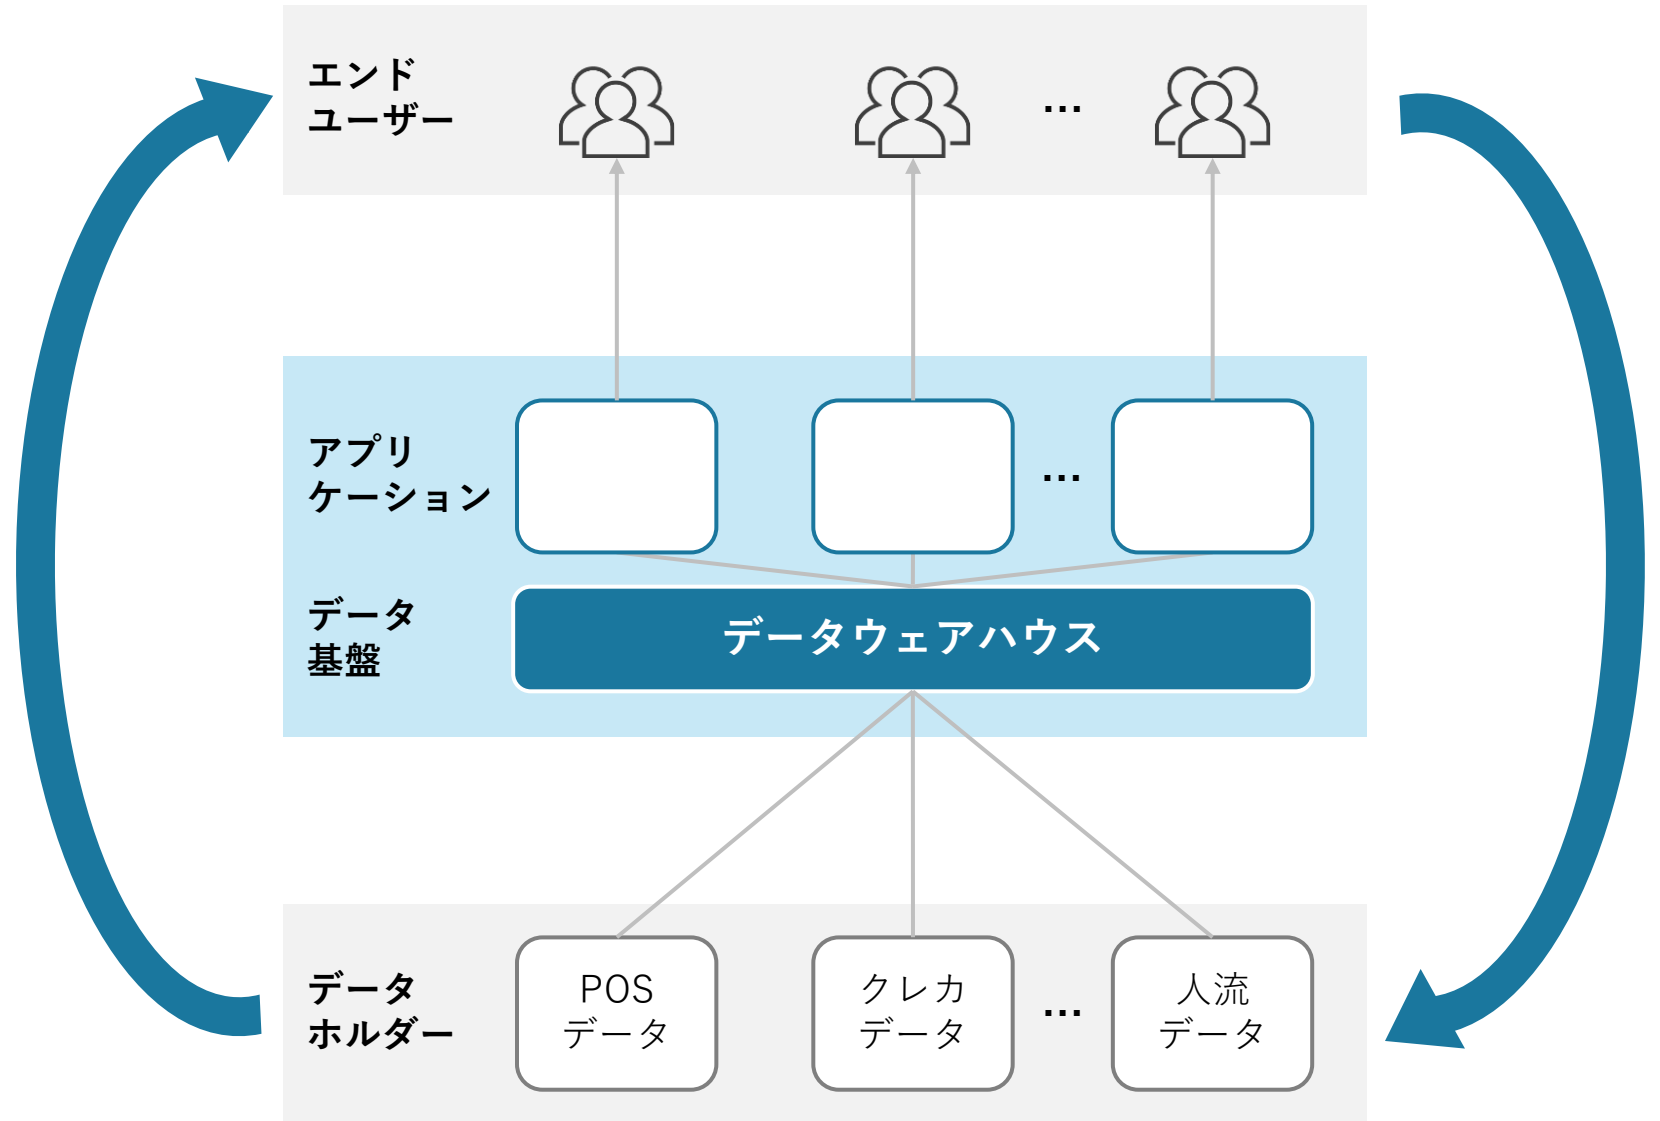 エンド
ユーザー
…
アプリ
ケーション
…
データ
基盤
データウェアハウス
データ
ホルダー
POS
データ
クレカ
データ
…
人流
データ